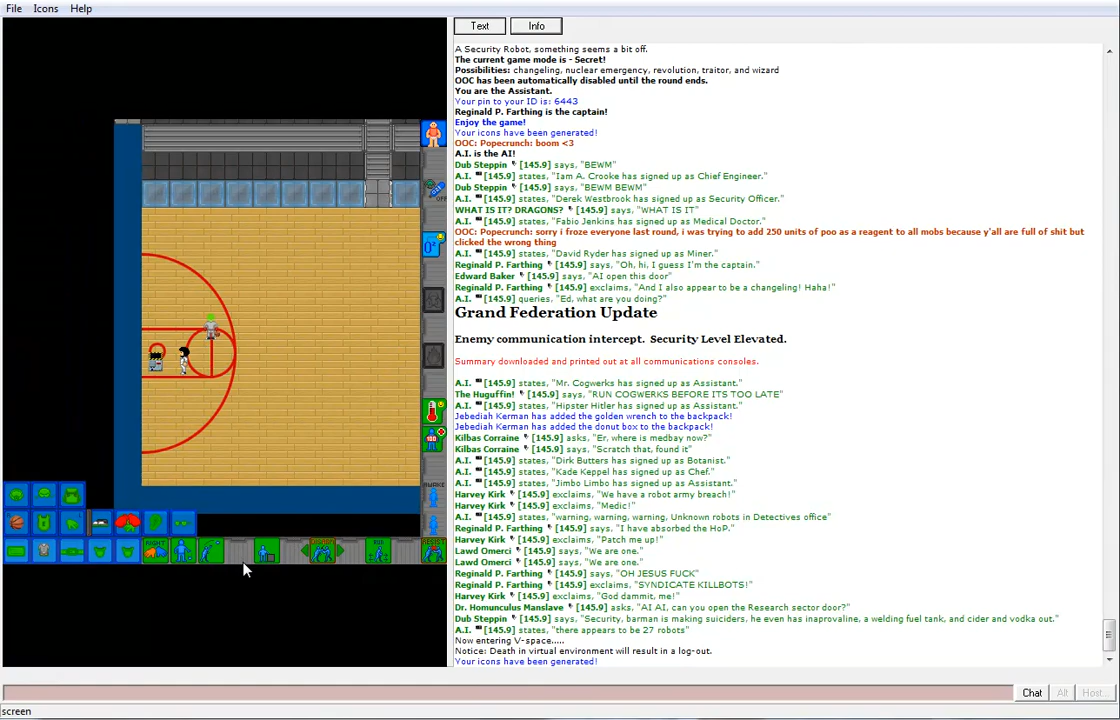 File Icons Help
Text Info
A Security Robot, something seems a bit off.
The current game mode is - Secret!
Possibilities: changeling, nuclear emergency, revolution, traitor, and wizard
OOC has been automatically disabled until the round ends.
You are the Assistant.
Your pin to your ID is: 6443
Reginald P. Farthing is the captain!
Enjoy the game!
Your icons have been generated!
OOC: Popecrunch: boom <3
A.I. is the AI!
Dub Steppin [145.9] says, "BEWM"
A.I. [145.9] states, "Iam A. Crooke has signed up as Chief Engineer."
Dub Steppin [145.9] says, "BEWM BEWM"
A.I. [145.9] states, "Derek Westbrook has signed up as Security Officer."
WHAT IS IT? DRAGONS? [145.9] says, "WHAT IS IT"
A.I. [145.9] states, "Fabio Jenkins has signed up as Medical Doctor."
OOC: Popecrunch: sorry i froze everyone last round, i was trying to add 250 units of poo as a reagent to all mobs because y'all are full of shit but
clicked the wrong thing
A.I. [145.9] states, "David Ryder has signed up as Miner."
Reginald P. Farthing [145.9] says, "Oh, hi, I guess I'm the captain."
Edward Baker [145.9] says, "AI open this door"
Reginald P. Farthing [145.9] exclaims, "And I also appear to be a changeling! Haha!"
A.I. [145.9] queries, "Ed, what are you doing?"
Grand Federation Update
Enemy communication intercept. Security Level Elevated.
Summary downloaded and printed out at all communications consoles.
A.I. [145.9] states, "Mr. Cogwerks has signed up as Assistant."
The Huguffin! [145.9] says, "RUN COGWERKS BEFORE ITS TOO LATE"
A.I. [145.9] states, "Hipster Hitler has signed up as Assistant."
Jebediah Kerman has added the golden wrench to the backpack!
Jebediah Kerman has added the donut box to the backpack!
Kilbas Corraine [145.9] asks, "Er, where is medbay now?"
Kilbas Corraine [145.9] says, "Scratch that, found it"
A.I. [145.9] states, "Dirk Butters has signed up as Botanist."
A.I. [145.9] states, "Kade Keppel has signed up as Chef."
A.I. [145.9] states, "Jimbo Limbo has signed up as Assistant."
Harvey Kirk [145.9] exclaims, "We have a robot army breach!"
Harvey Kirk [145.9] exclaims, "Medic!"
A.I. [145.9] states, "warning, warning, warning, Unknown robots in Detectives office"
Reginald P. Farthing [145.9] says, "I have absorbed the HoP."
Harvey Kirk [145.9] exclaims, "Patch me up!"
Lawd Omerci [145.9] says, "We are one."
Lawd Omerci [145.9] says, "We are one."
Reginald P. Farthing [145.9] says, "OH JESUS FUCK"
Reginald P. Farthing [145.9] exclaims, "SYNDICATE KILLBOTS!"
Harvey Kirk [145.9] exclaims, "God dammit, me!"
Dr. Homunculus Manslave [145.9] asks, "AI AI, can you open the Research sector door?"
Dub Steppin [145.9] says, "Security, barman is making suiciders, he even has inaprovaline, a welding fuel tank, and cider and vodka out."
A.I. [145.9] states, "there appears to be 27 robots"
Now entering V-space.....
Notice: Death in virtual environment will result in a log-out.
Your icons have been generated!
OFF
100
AWAKE
RIGHT DISARM RUN RESIST
Chat Alt Host...
screen